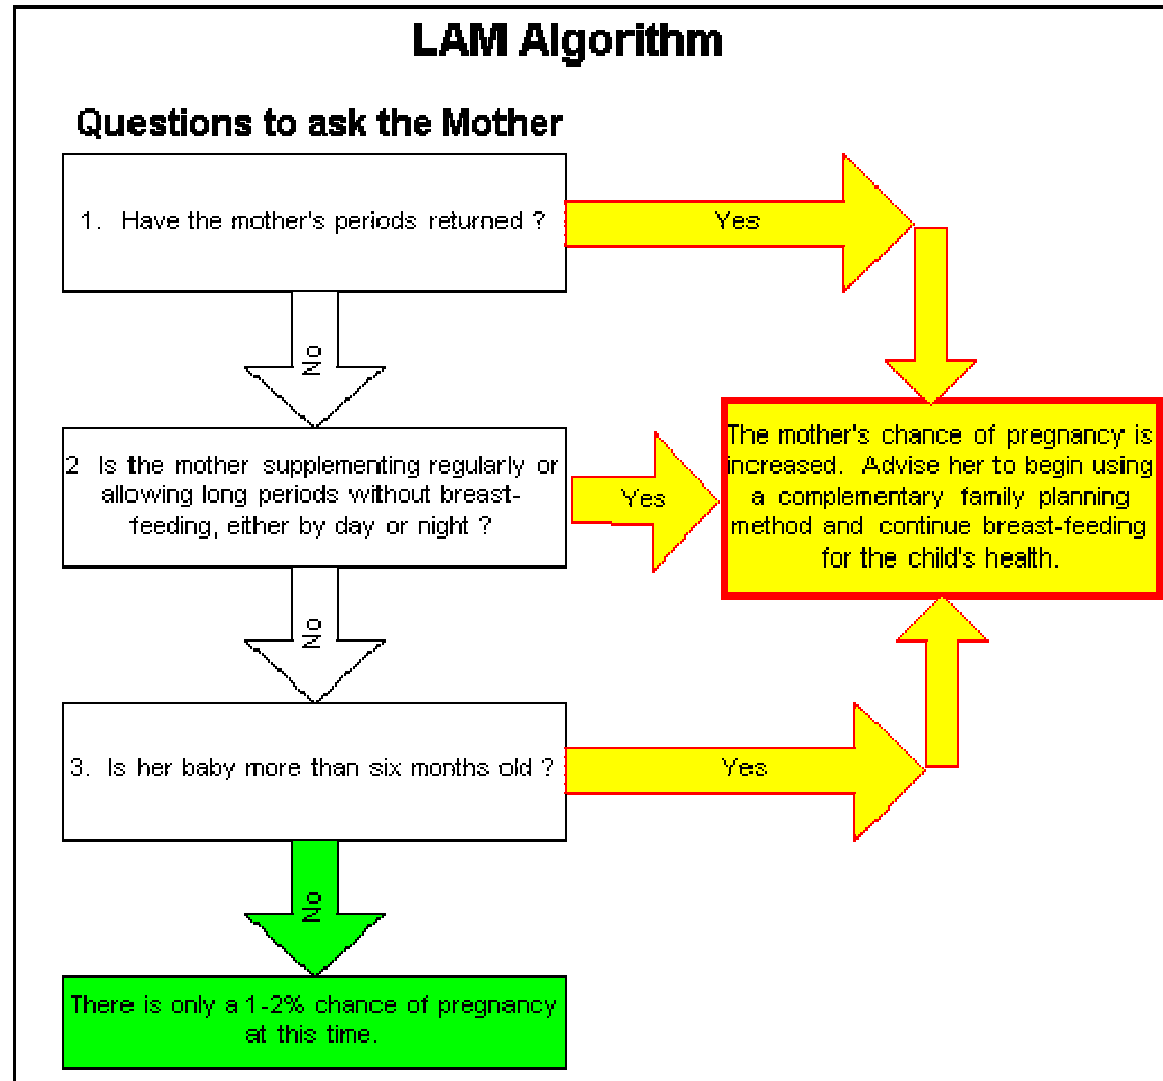 LAM Algorithm
Questions to ask the Mother
1. Have the mother's periods returned ?
Yes
No
2 Is the mother supplementing regularly or
allowing long periods without breast-
feeding, either by day or night ?
Yes
The mother's chance of pregnancy is
increased. Advise her to begin using
a complementary family planning
method and continue breast-feeding
for the child's health.
No
3. Is her baby more than six months old ?
Yes
No
There is only a 1-2% chance of pregnancy
at this time.